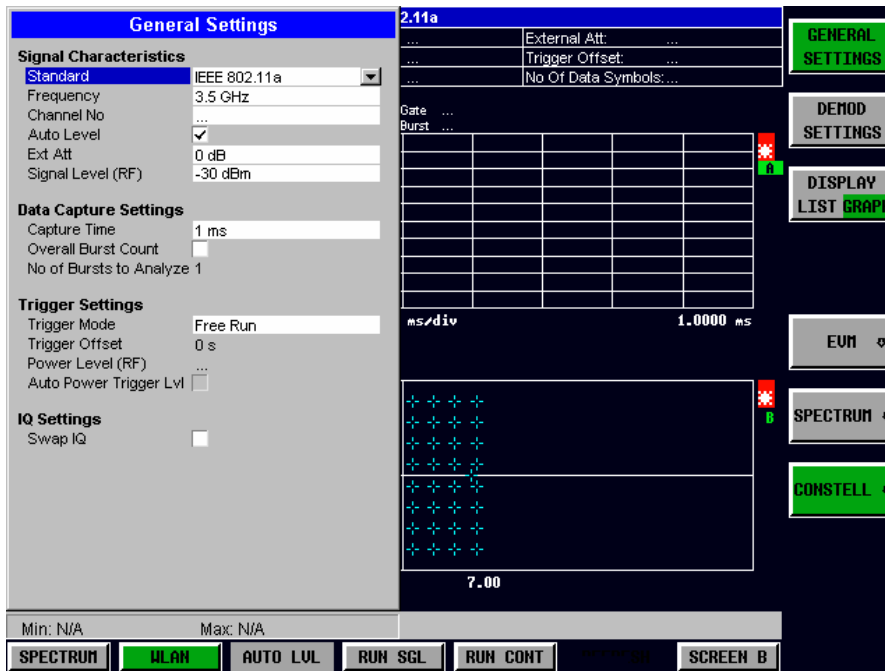 General Settings
Signal Characteristics
Standard IEEE 802.11a
Frequency 3.5 GHz
Channel No ...
Auto Level
Ext Att 0 dB
Signal Level (RF) -30 dBm
Data Capture Settings
Capture Time 1 ms
Overall Burst Count
No of Bursts to Analyze 1
Trigger Settings
Trigger Mode Free Run
Trigger Offset 0 s
Power Level (RF) ...
Auto Power Trigger Lvl
IQ Settings
Swap IQ
Min: N/A Max: N/A
2.11a
... External Att: ...
... Trigger Offset: ...
... No Of Data Symbols: ...
Gate ...
Burst ...
A
ms/div 1.0000 ms
B
7.00
GENERAL
SETTINGS
DEMOD
SETTINGS
DISPLAY
LIST GRAPH
EVM
SPECTRUM
CONSTELL
SPECTRUM WLAN AUTO LVL RUN SGL RUN CONT SCREEN B